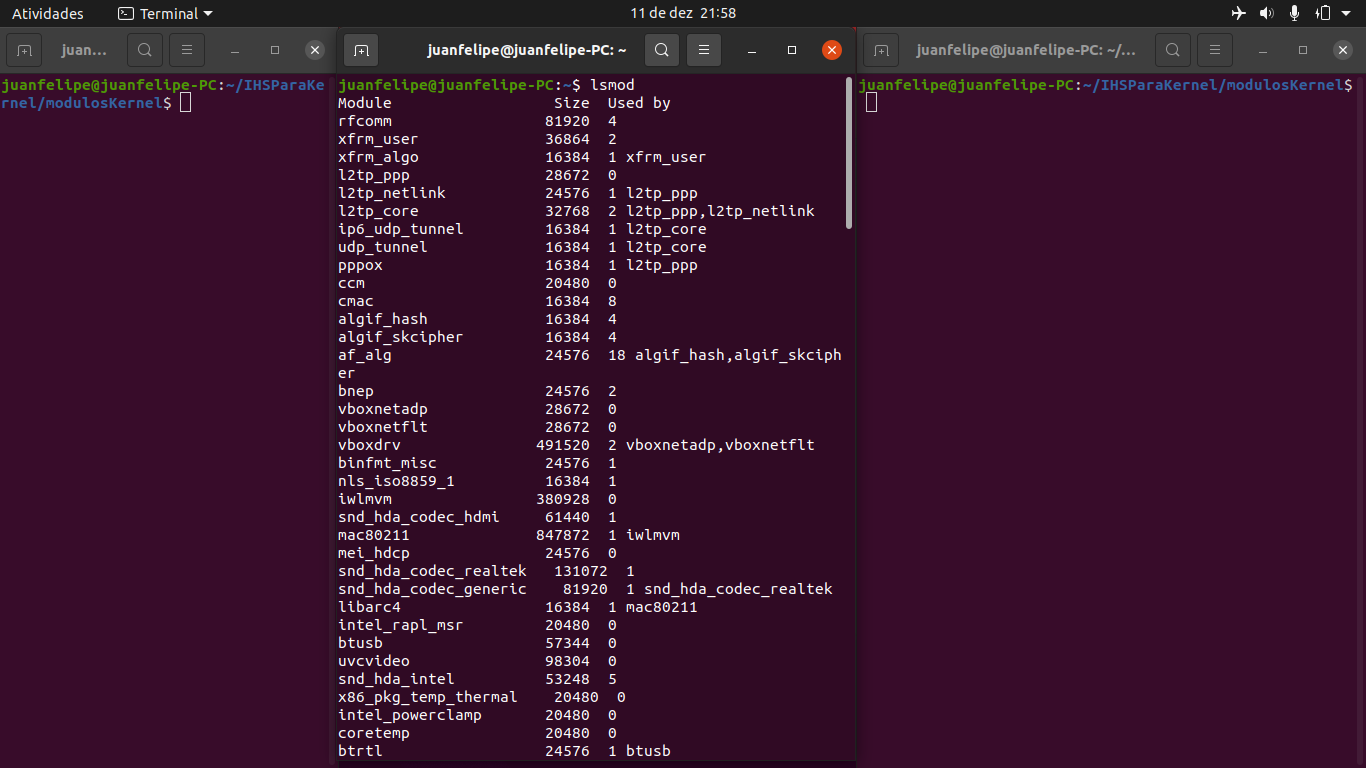 Atividades
Terminal
11 de dez 21:58
juan...
juanfelipe@juanfelipe-PC: ~
juanfelipe@juanfelipe-PC: ~/...
juanfelipe@juanfelipe-PC:~/IHSParaKe
rnel/modulosKernel$
juanfelipe@juanfelipe-PC:~$ lsmod
Module                  Size  Used by
rfcomm                 81920  4
xfrm_user              36864  2
xfrm_algo              16384  1 xfrm_user
l2tp_ppp               28672  0
l2tp_netlink           24576  1 l2tp_ppp
l2tp_core              32768  2 l2tp_ppp,l2tp_netlink
ip6_udp_tunnel         16384  1 l2tp_core
udp_tunnel             16384  1 l2tp_core
pppox                  16384  1 l2tp_ppp
ccm                    20480  0
cmac                   16384  8
algif_hash             16384  4
algif_skcipher         16384  4
af_alg                 24576  18 algif_hash,algif_skciph
er
bnep                   24576  2
vboxnetadp             28672  0
vboxnetflt             28672  0
vboxdrv               491520  2 vboxnetadp,vboxnetflt
binfmt_misc            24576  1
nls_iso8859_1          16384  1
iwlmvm                380928  0
snd_hda_codec_hdmi     61440  1
mac80211              847872  1 iwlmvm
mei_hdcp               24576  0
snd_hda_codec_realtek   131072  1
snd_hda_codec_generic    81920  1 snd_hda_codec_realtek
libarc4                16384  1 mac80211
intel_rapl_msr         20480  0
btusb                  57344  0
uvcvideo               98304  0
snd_hda_intel          53248  5
x86_pkg_temp_thermal    20480  0
intel_powerclamp       20480  0
coretemp               20480  0
btrtl                  24576  1 btusb
juanfelipe@juanfelipe-PC:~/IHSParaKernel/modulosKernel$